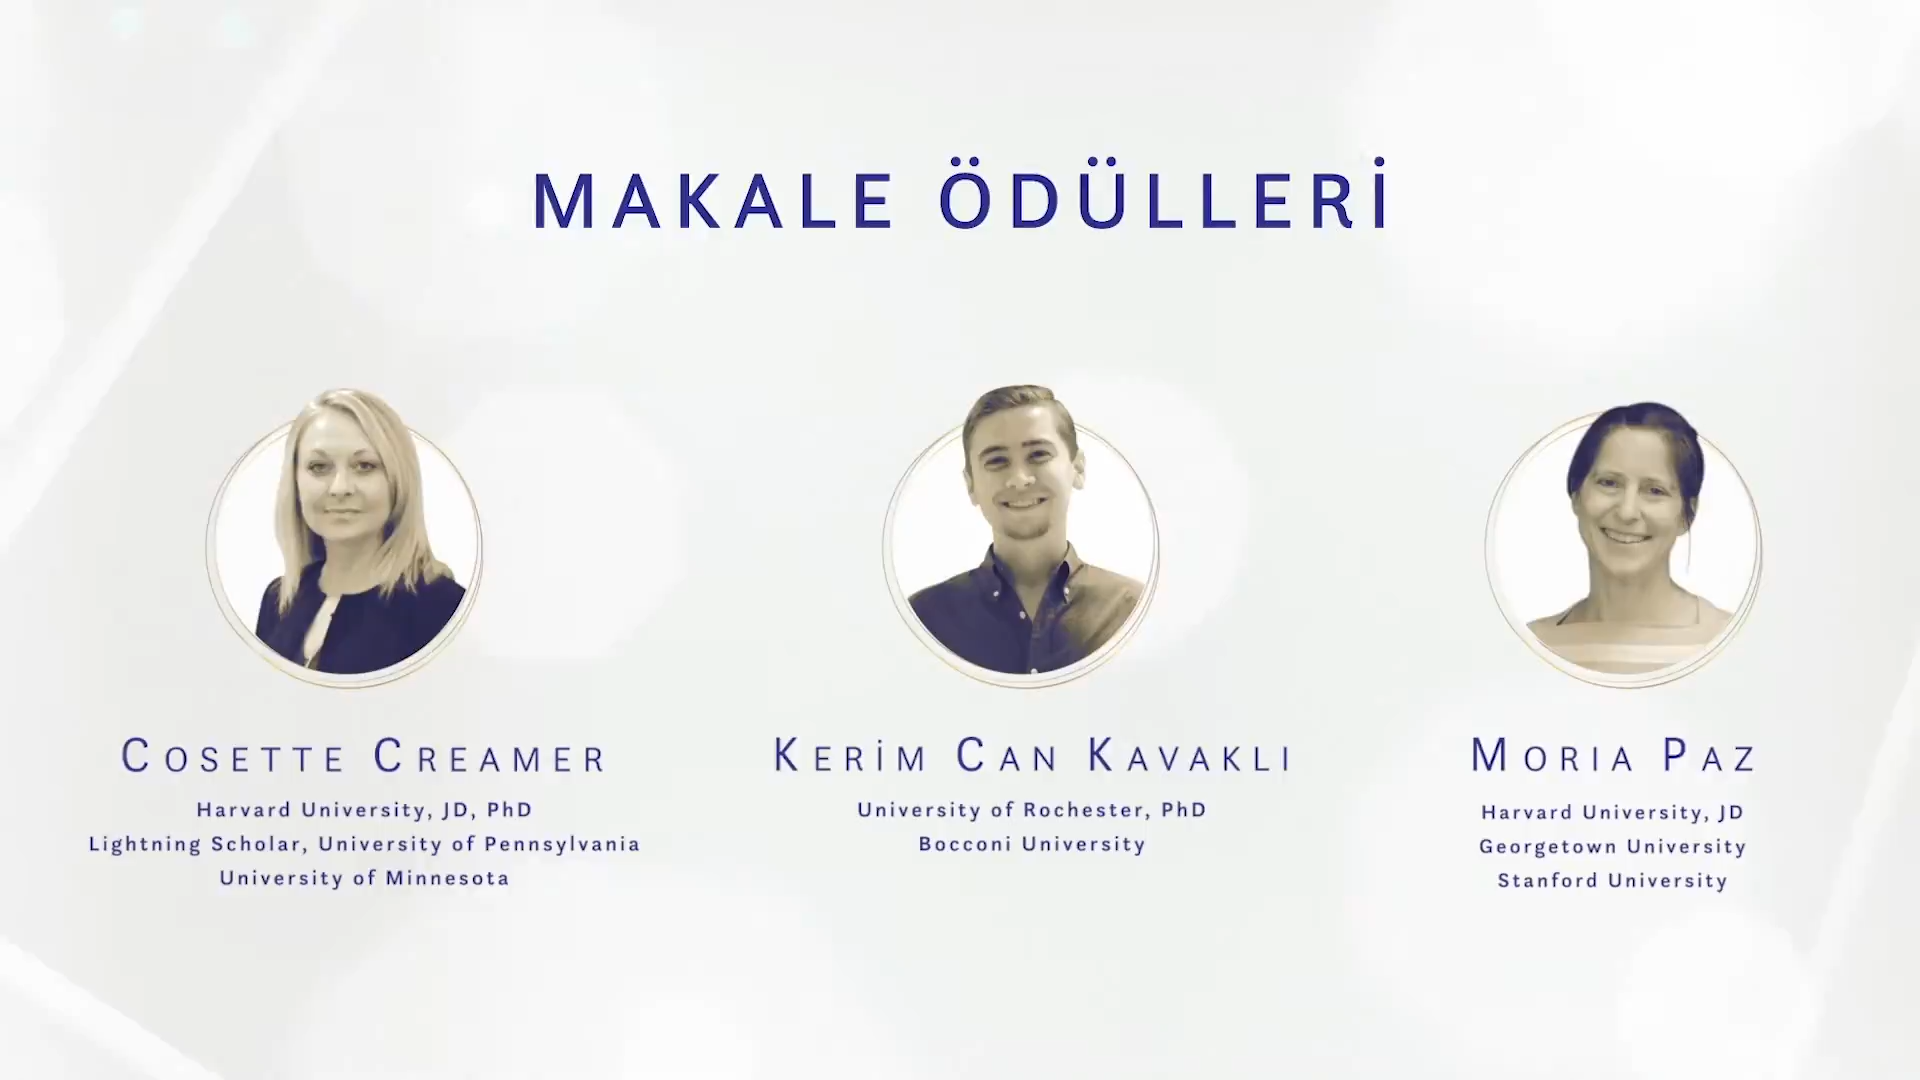 MAKALE ÖDÜLLERİ
COSETTE CREAMER
Harvard University, JD, PhD
Lightning Scholar, University of Pennsylvania
University of Minnesota
KERİM CAN KAVAKLI
University of Rochester, PhD
Bocconi University
MORIA PAZ
Harvard University, JD
Georgetown University
Stanford University